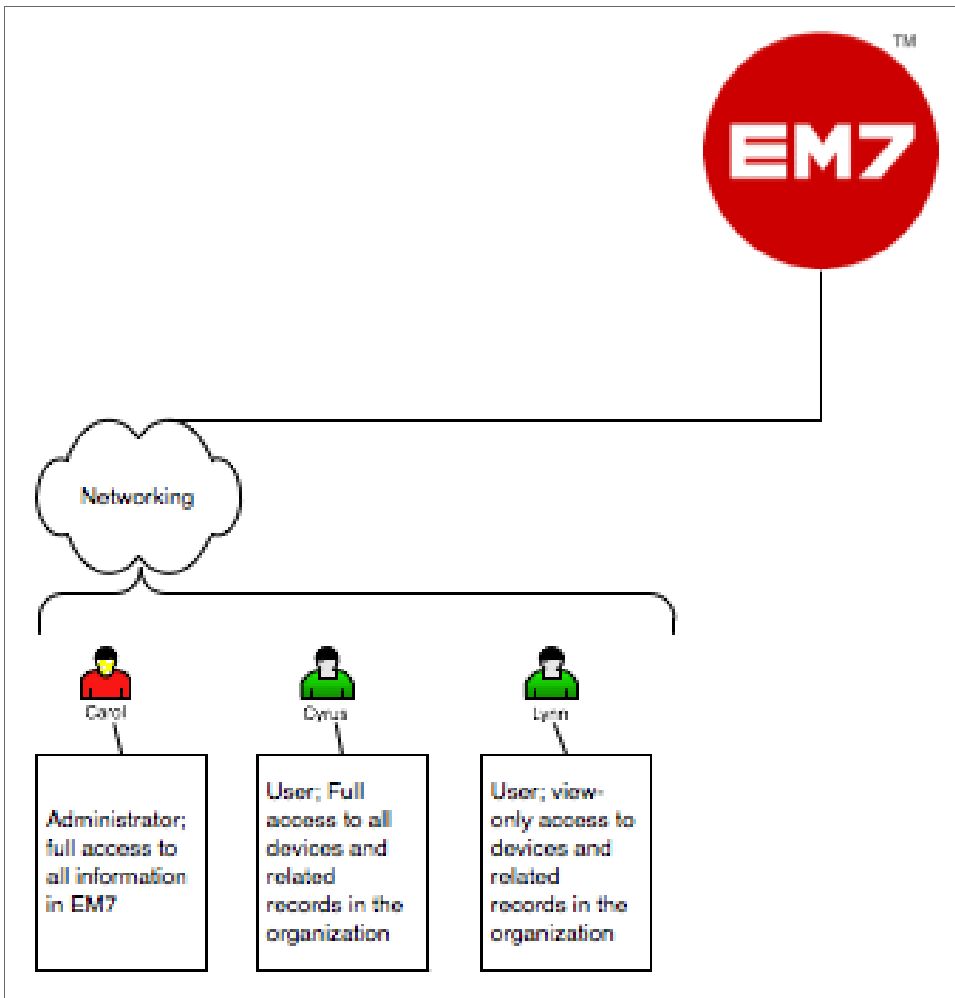 TM
EM7
Networking
Carol
Cyrus
Lynn
Administrator;
full access to
all information
in EM7
User; Full
access to all
devices and
related
records in the
organization
User; view-
only access to
devices and
related
records in the
organization